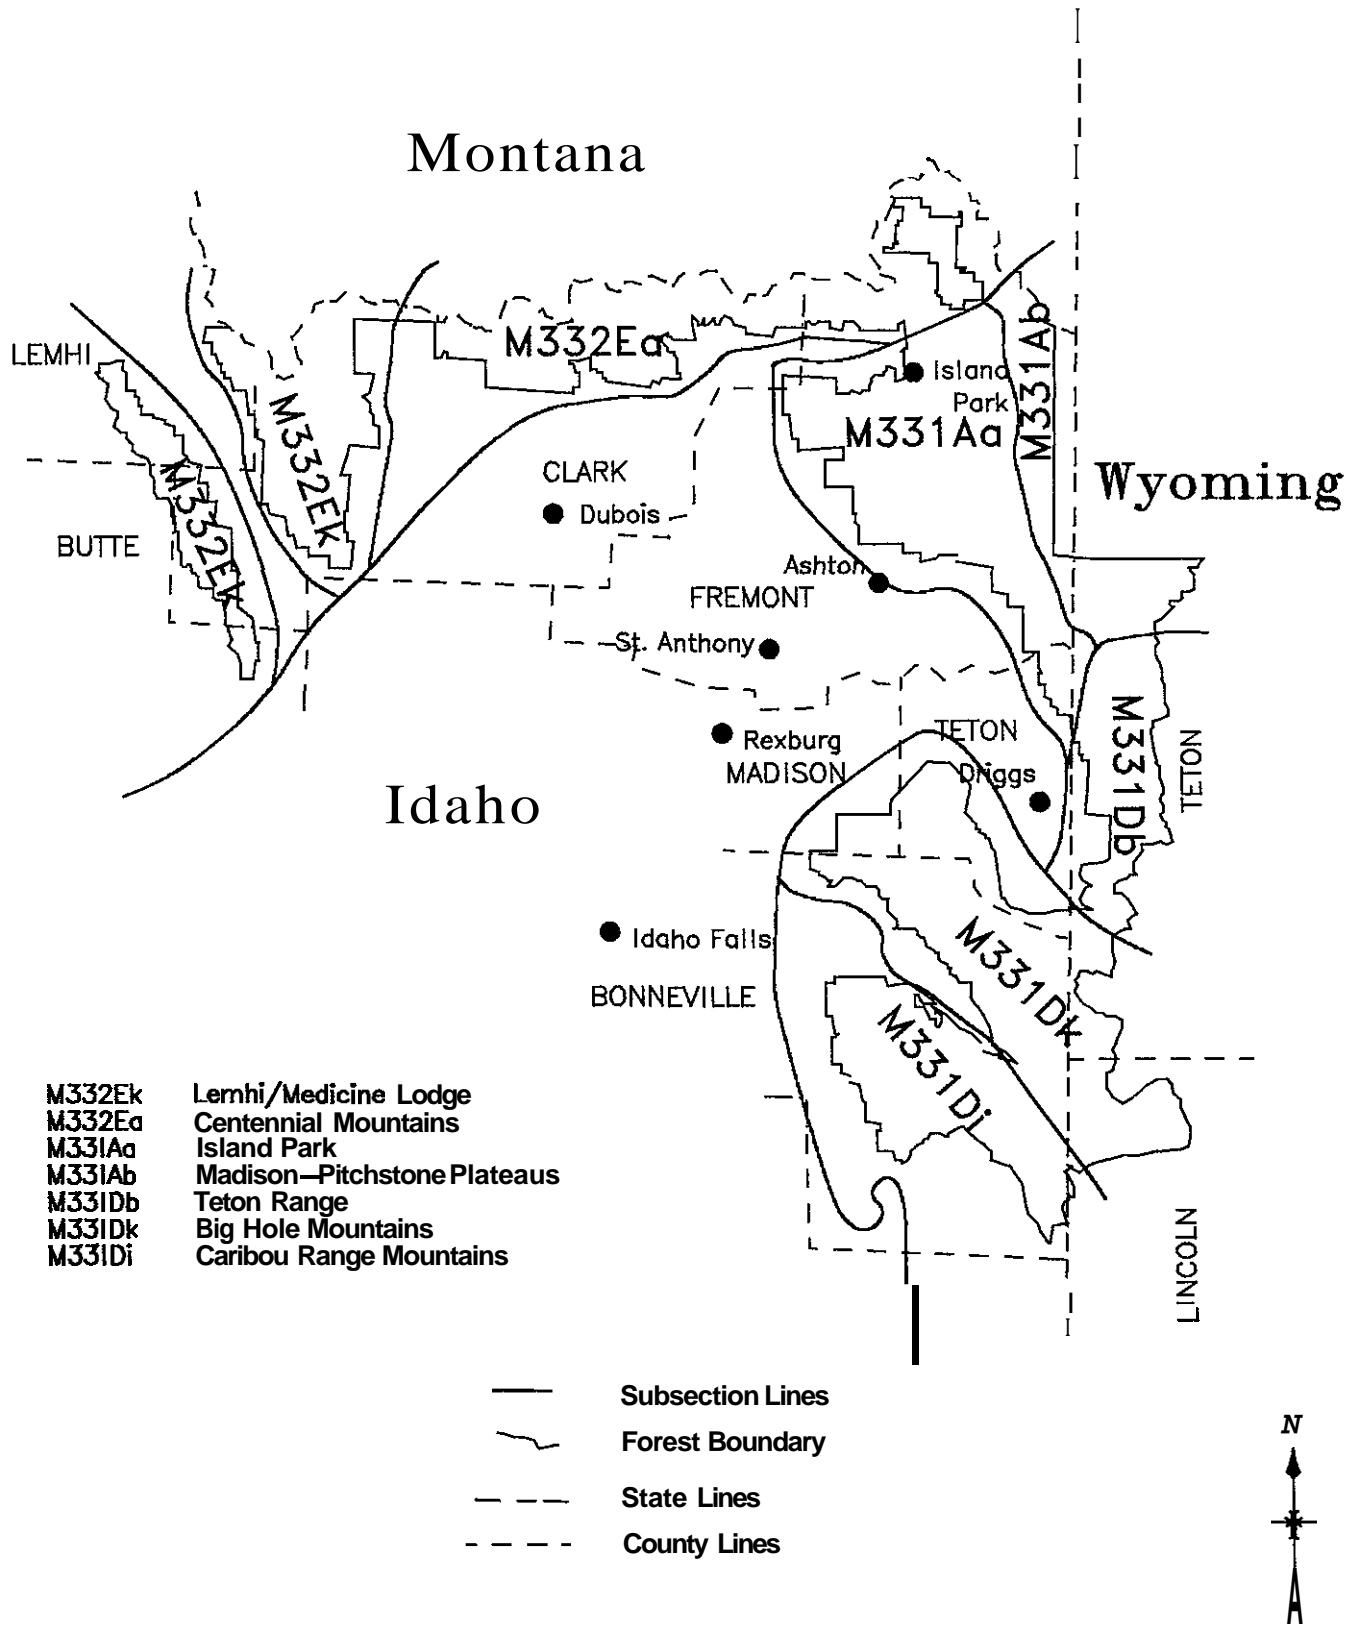 Montana
LEMHI
M332Ea
M331Ab
Island
Park
M332Ek
M331Aa
CLARK
Wyoming
Dubois
M332Ek
BUTTE
Ashton
FREMONT
St. Anthony
M331Db
TETON
TETON
Rexburg
MADISON
Driggs
Idaho
Idaho Falls
M331Dk
BONNEVILLE
M331Di
M332Ek Lemhi/Medicine Lodge
M332Ea Centennial Mountains
M331Aa Island Park
M331Ab Madison–Pitchstone Plateaus
M331Db Teton Range
M331Dk Big Hole Mountains
M331Di Caribou Range Mountains
LINCOLN
Subsection Lines
Forest Boundary
State Lines
County Lines
N